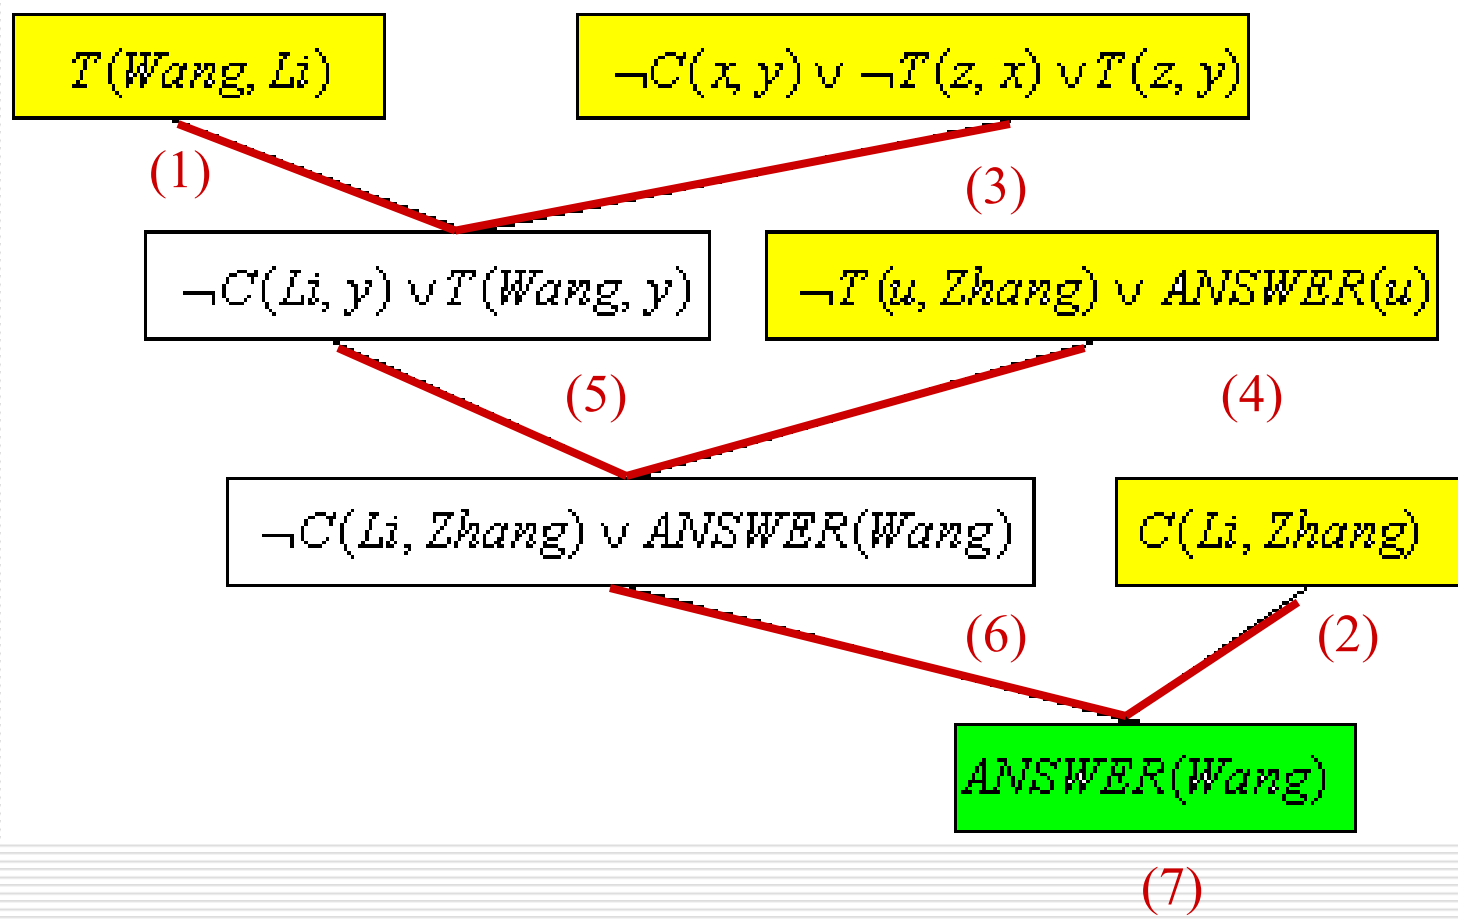 T(Wang, Li)
¬C(x, y) ∨ ¬T(z, x) ∨ T(z, y)
(1)
(3)
¬C(Li, y) ∨ T(Wang, y)
¬T(u, Zhang) ∨ ANSWER(u)
(5)
(4)
¬C(Li, Zhang) ∨ ANSWER(Wang)
C(Li, Zhang)
(6)
(2)
ANSWER(Wang)
(7)